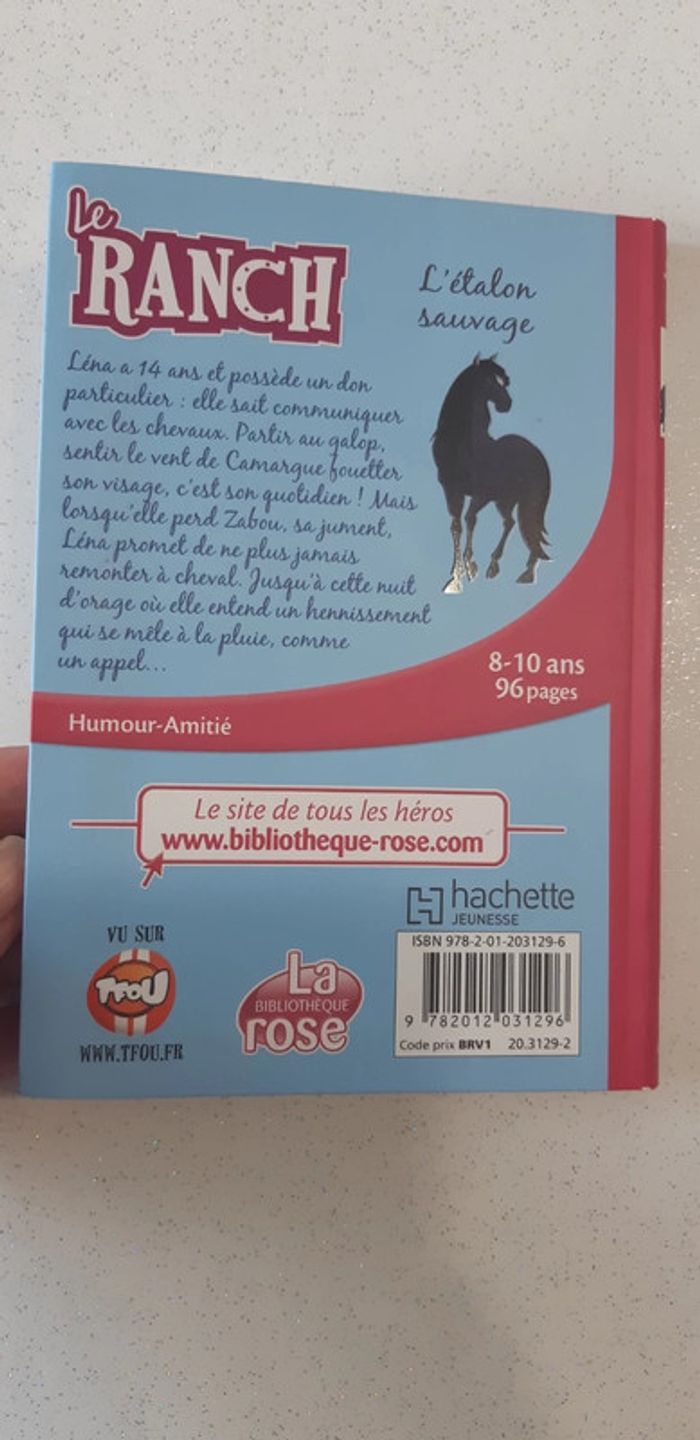 Le
RANCH
L'étalon
sauvage
Léna a 14 ans et possède un don
particulier : elle sait communiquer
avec les chevaux. Partir au galop,
sentir le vent de Camargue fouetter
son visage, c'est son quotidien ! Mais
lorsqu'elle perd Zabou, sa jument,
Léna promet de ne plus jamais
remonter à cheval. Jusqu'à cette nuit
d'orage où elle entend un hennissement
qui se mêle à la pluie, comme
un appel...
8-10 ans
96 pages
Humour-Amitié
Le site de tous les héros
www.bibliotheque-rose.com
hachette
JEUNESSE
ISBN 978-2-01-203129-6
9 782012 031296
Code prix BRV1 20.3129-2
VU SUR
TFOU
WWW.TFOU.FR
La
BIBLIOTHÈQUE
rose